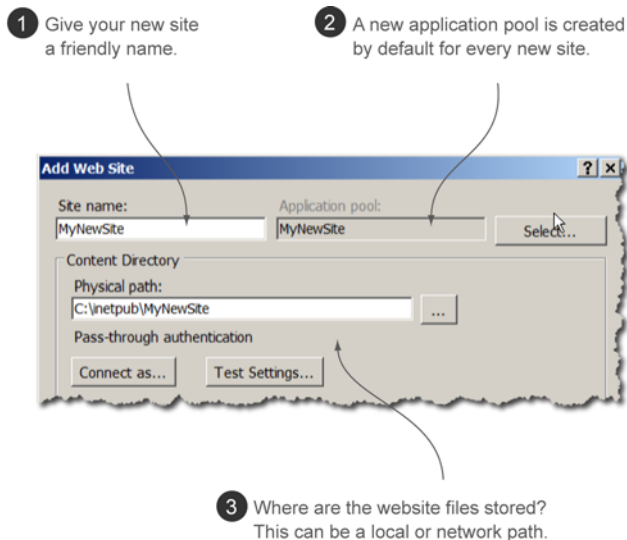 1 Give your new site
a friendly name.
2 A new application pool is created
by default for every new site.
Add Web Site
Site name:
Application pool:
MyNewSite
MyNewSite
Select...
Content Directory
Physical path:
C:\inetpub\MyNewSite
...
Pass-through authentication
Connect as...
Test Settings...
3 Where are the website files stored?
This can be a local or network path.